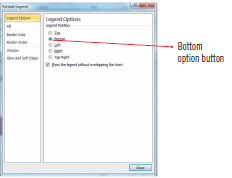 Format Legend
Legend Options
Fill
Border Color
Border Styles
Shadow
Glow and Soft Edges
Legend Options
Legend Position:
Top
Bottom
Left
Right
Top Right
Show the legend without overlapping the chart
Close
Bottom
option button